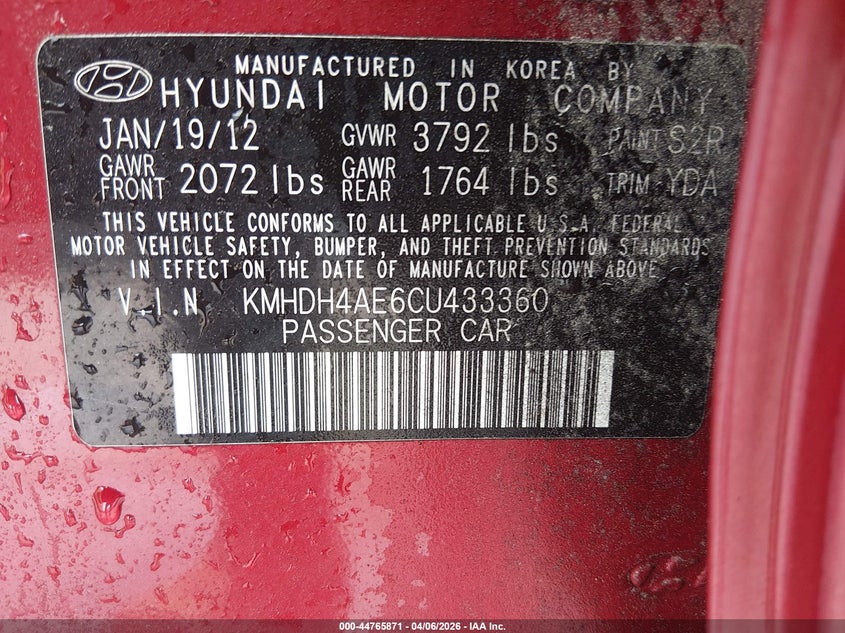 MANUFACTURED IN KOREA BY
HYUNDAI MOTOR COMPANY
JAN/19/12 GVWR 3792 lbs PAINT S2R
GAWR FRONT 2072 lbs GAWR REAR 1764 lbs TRIM YDA
THIS VEHICLE CONFORMS TO ALL APPLICABLE U.S.A. FEDERAL
MOTOR VEHICLE SAFETY, BUMPER, AND THEFT PREVENTION STANDARDS
IN EFFECT ON THE DATE OF MANUFACTURE SHOWN ABOVE.
V.I.N KMHDH4AE6CU433360
PASSENGER CAR
000-44765871 - 04/06/2026 - IAA Inc.